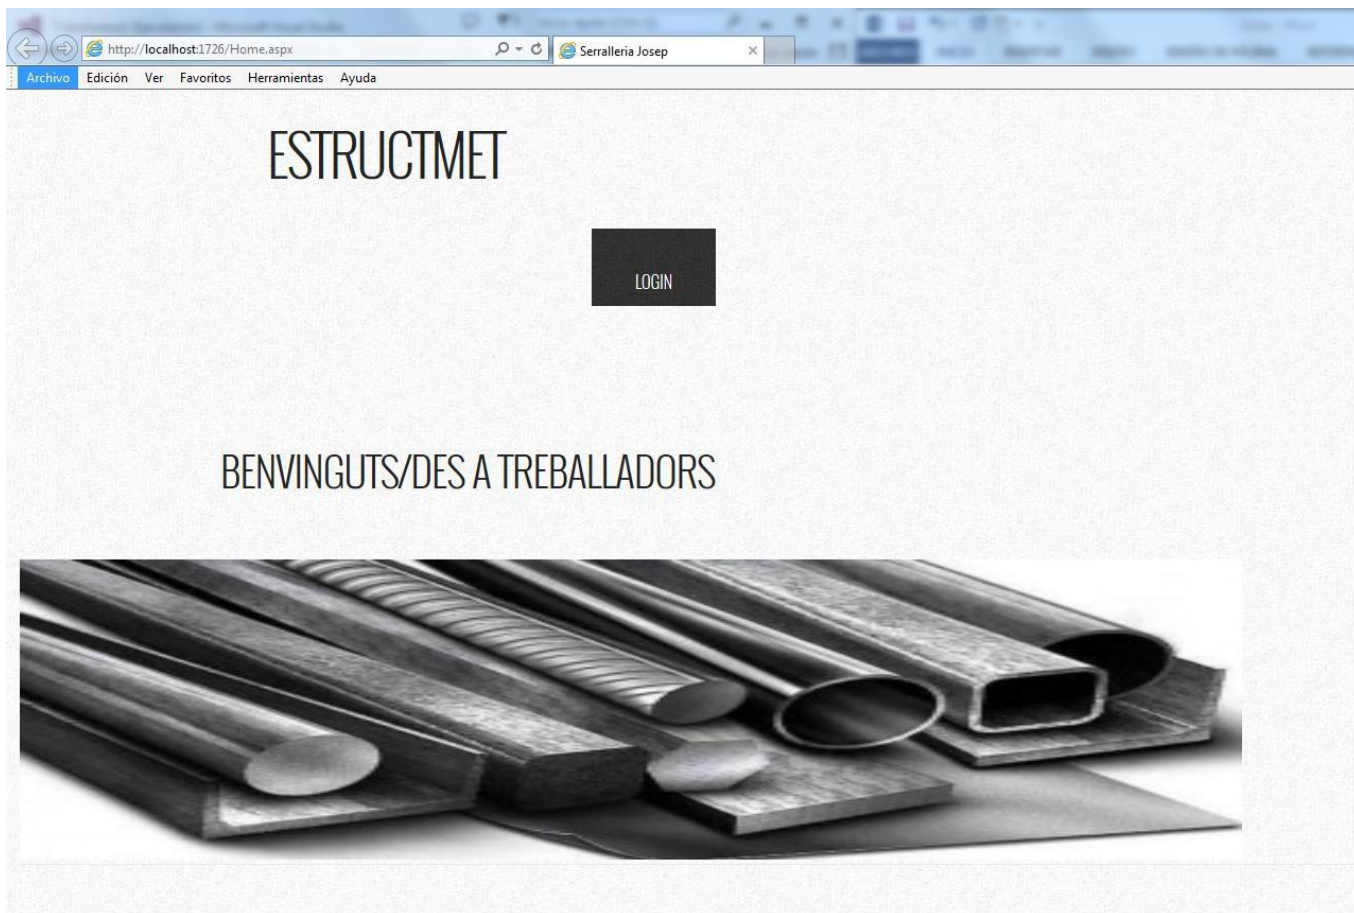 http://localhost:1726/Home.aspx
Serralleria Josep
Archivo Edición Ver Favoritos Herramientas Ayuda
ESTRUCTMET
LOGIN
BENVINGUTS/DES A TREBALLADORS